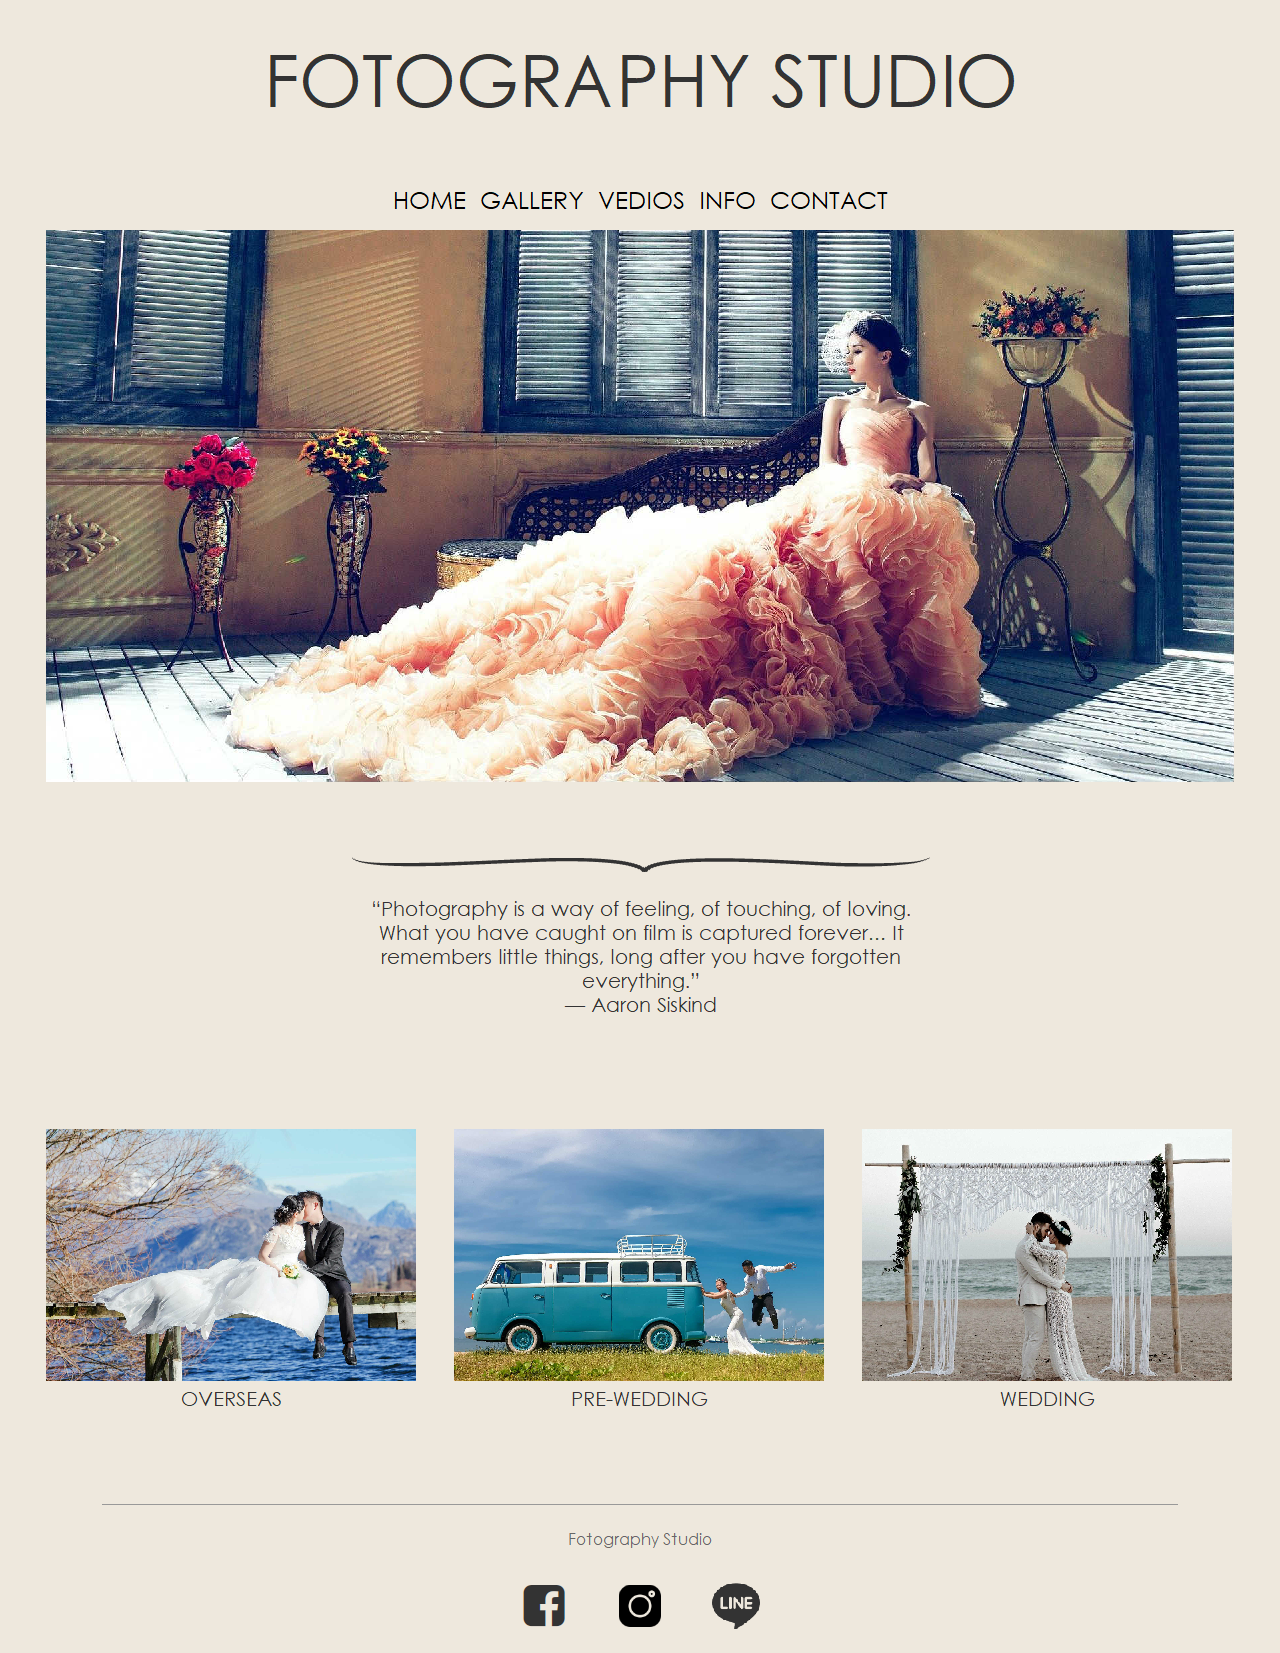 FOTOGRAPHY STUDIO
HOME GALLERY VEDIOS INFO CONTACT
“Photography is a way of feeling, of touching, of loving.
What you have caught on film is captured forever... It
remembers little things, long after you have forgotten
everything.”
— Aaron Siskind
OVERSEAS
PRE-WEDDING
WEDDING
Fotography Studio
LINE